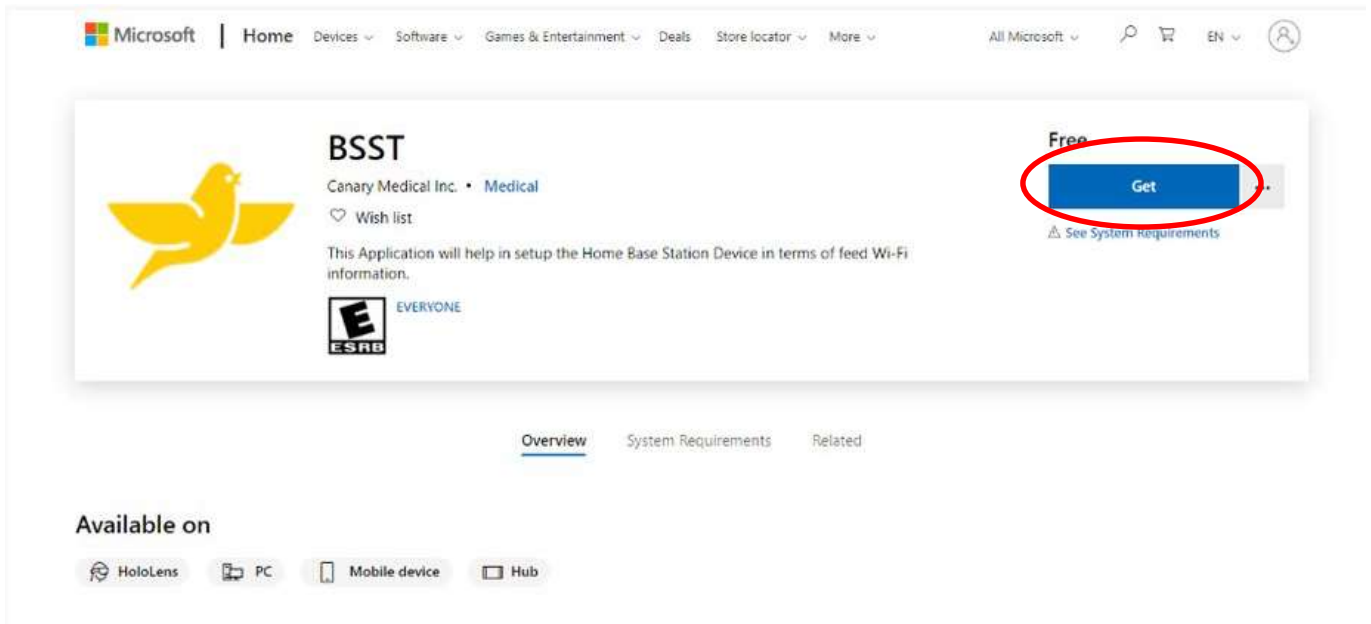 Microsoft | Home Devices Software Games & Entertainment Deals Store locator More All Microsoft EN
BSST
Free
Canary Medical Inc. • Medical
Get ...
Wish list
See System Requirements
This Application will help in setup the Home Base Station Device in terms of feed Wi-Fi
information.
E
EVERYONE
ESRB
Overview System Requirements Related
Available on
HoloLens PC Mobile device Hub